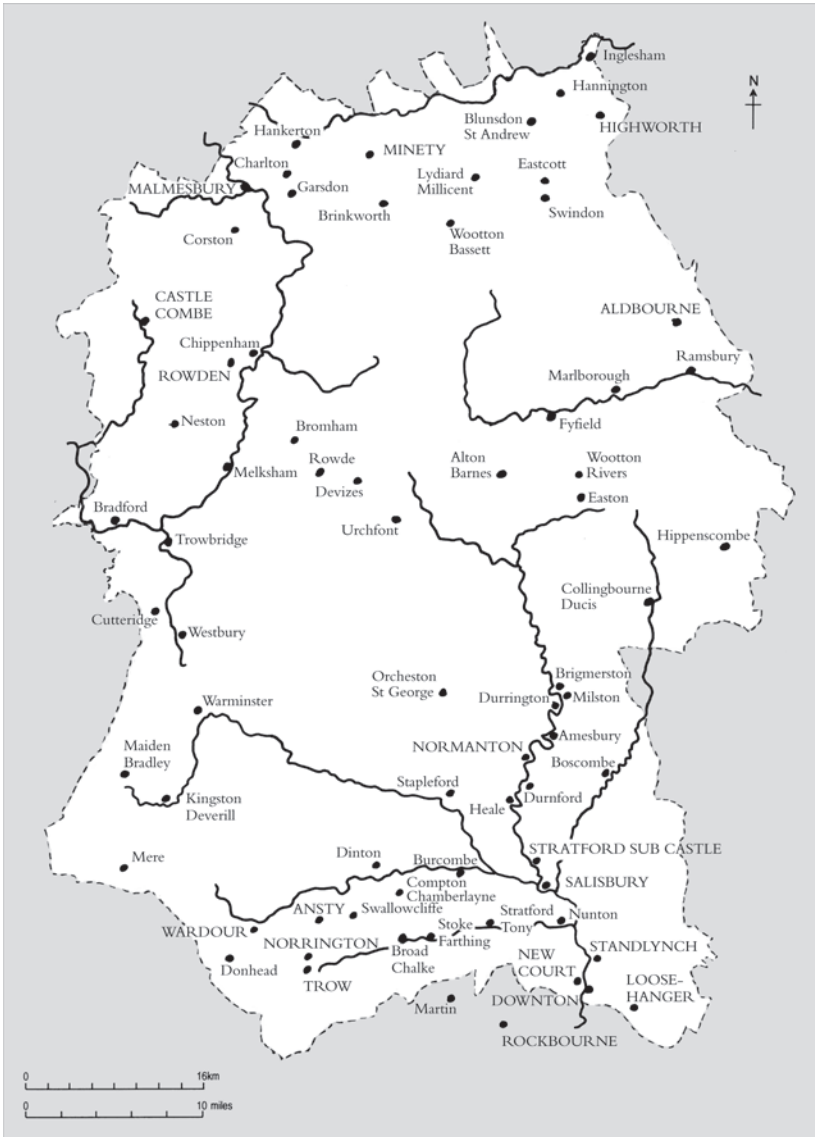 Inglesham
N
Hannington
Blunsdon
St Andrew
HIGHWORTH
Hankerton
MINETY
Charlton
Eastcott
Lydiard
Millicent
MALMESBURY
Garsdon
Brinkworth
Swindon
Wootton
Bassett
Corston
CASTLE
COMBE
ALDBOURNE
Chippenham
ROWDEN
Ramsbury
Marlborough
Neston
Fyfield
Bromham
Melksham
Rowde
Devizes
Alton
Barnes
Wootton
Rivers
Easton
Bradford
Urchfont
Trowbridge
Hippenscombe
Collingbourne
Ducis
Cutteridge
Westbury
Orcheston
St George
Brigmerston
Durrington
Milston
Warminster
Amesbury
NORMANTON
Maiden
Bradley
Boscombe
Stapleford
Kingston
Deverill
Heale
Durnford
Mere
Dinton
Burcombe
STRATFORD SUB CASTLE
Compton
Chamberlayne
SALISBURY
ANSTY
Swallowcliffe
Stratford
Tony
Nunton
WARDOUR
Stoke
Farthing
NORRINGTON
Broad
Chalke
Donhead
TROW
NEW
COURT
STANDLYNCH
LOOSE-
HANGER
DOWNTON
Martin
ROCKBOURNE
0 16km
0 10 miles